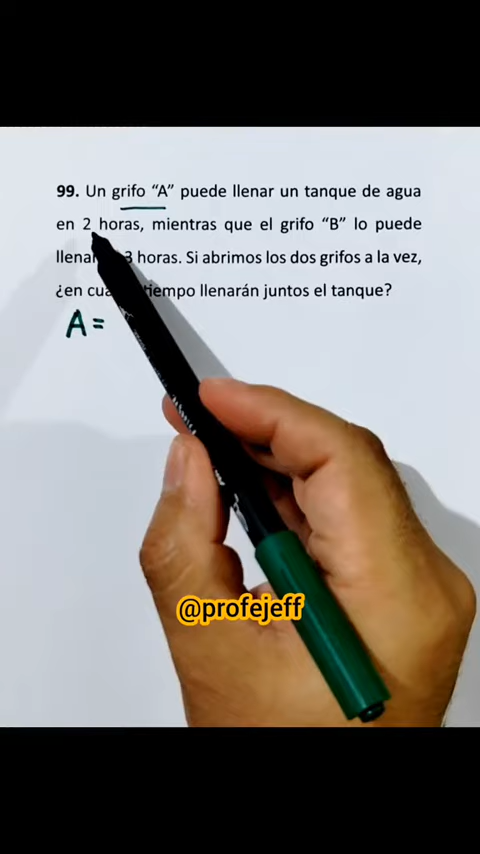 99. Un grifo “A” puede llenar un tanque de agua
en 2 horas, mientras que el grifo “B” lo puede
3 horas. Si abrimos los dos grifos a la vez,
tiempo llenarán juntos el tanque?
A =
@profejeff